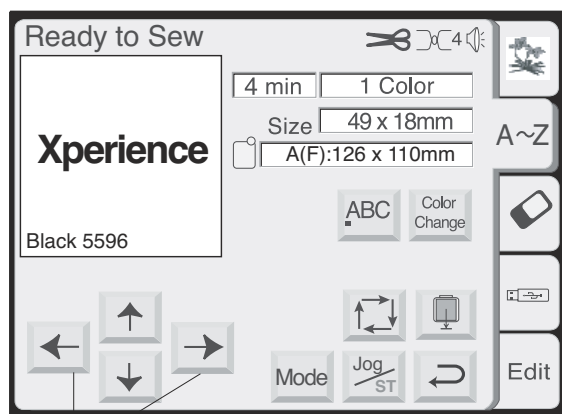 Ready to Sew
4
4 min
1 Color
Size
49 x 18mm
A(F):126 x 110mm
Xperience
Black 5596
ABC
Color
Change
A~Z
Mode
Jog
ST
Edit